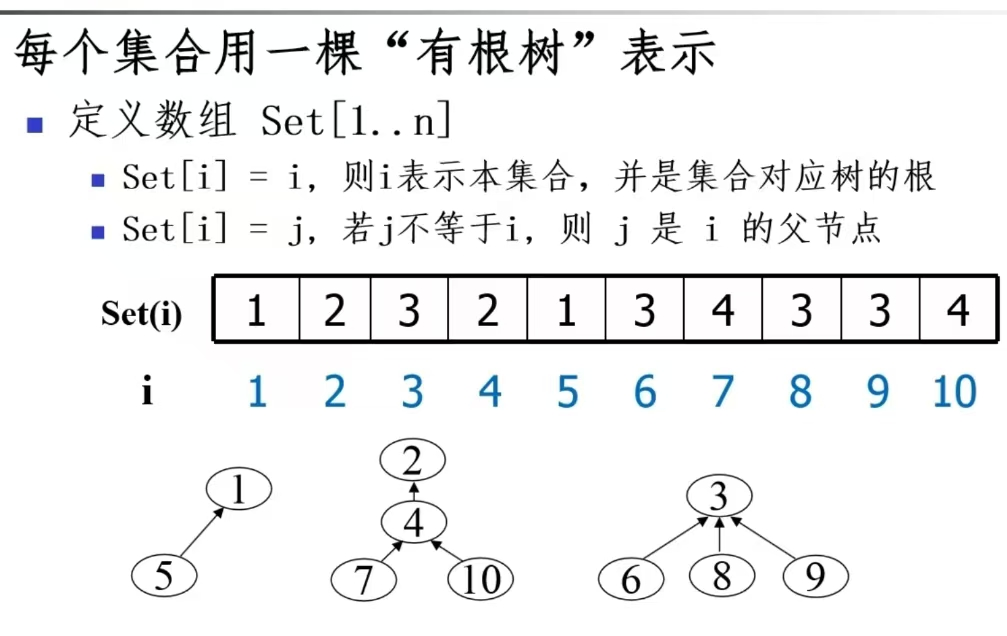 每个集合用一棵“有根树”表示
定义数组 Set[1..n]
Set[i] = i, 则i表示本集合，并是集合对应树的根
Set[i] = j, 若j不等于i, 则 j 是 i 的父节点
Set(i) 1 2 3 2 1 3 4 3 3 4
i 1 2 3 4 5 6 7 8 9 10
1 2 3
4
5 7 10 6 8 9